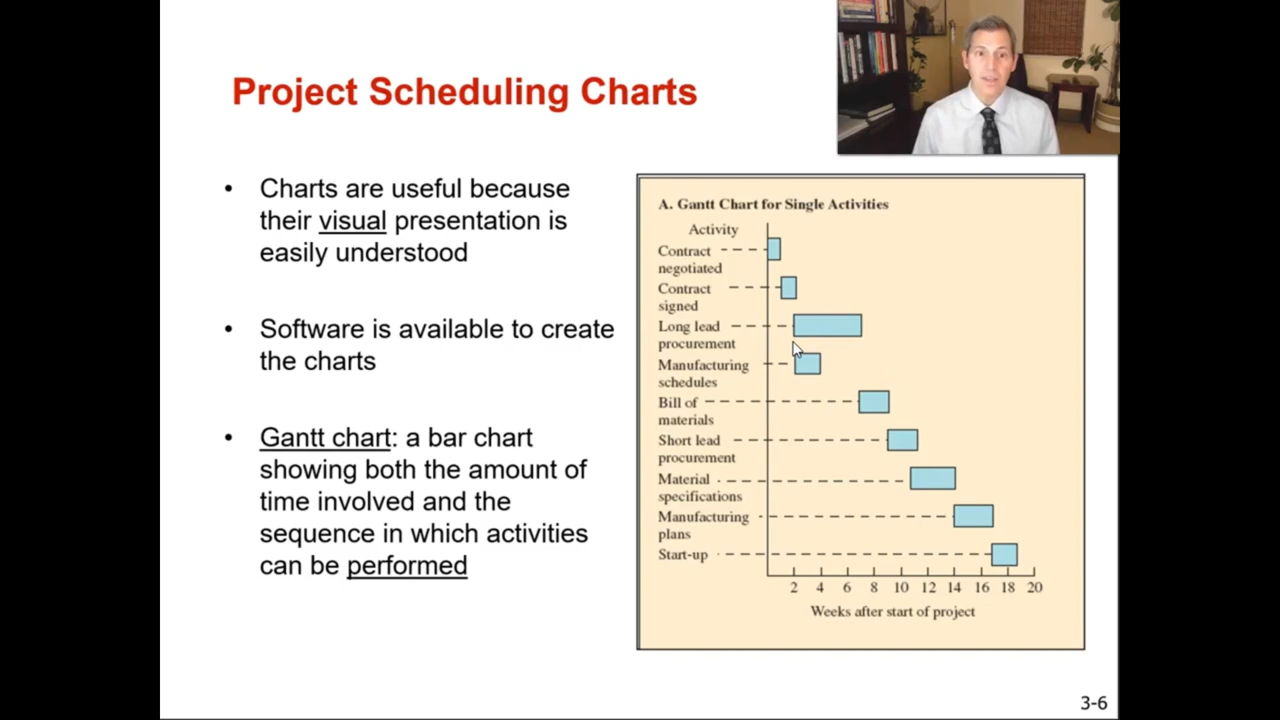 Project Scheduling Charts
• Charts are useful because
their visual presentation is
easily understood
• Software is available to create
the charts
• Gantt chart: a bar chart
showing both the amount of
time involved and the
sequence in which activities
can be performed
A. Gantt Chart for Single Activities
Activity
Contract
negotiated
Contract
signed
Long lead
procurement
Manufacturing
schedules
Bill of
materials
Short lead
procurement
Material
specifications
Manufacturing
plans
Start-up
2 4 6 8 10 12 14 16 18 20
Weeks after start of project
3-6